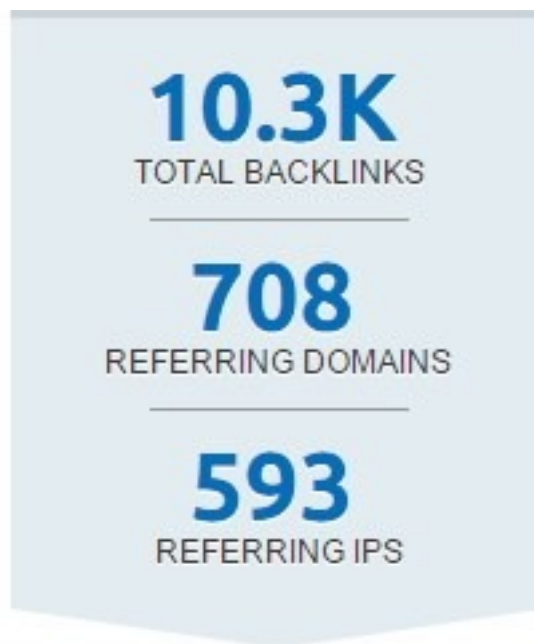 10.3K
TOTAL BACKLINKS
708
REFERRING DOMAINS
593
REFERRING IPS